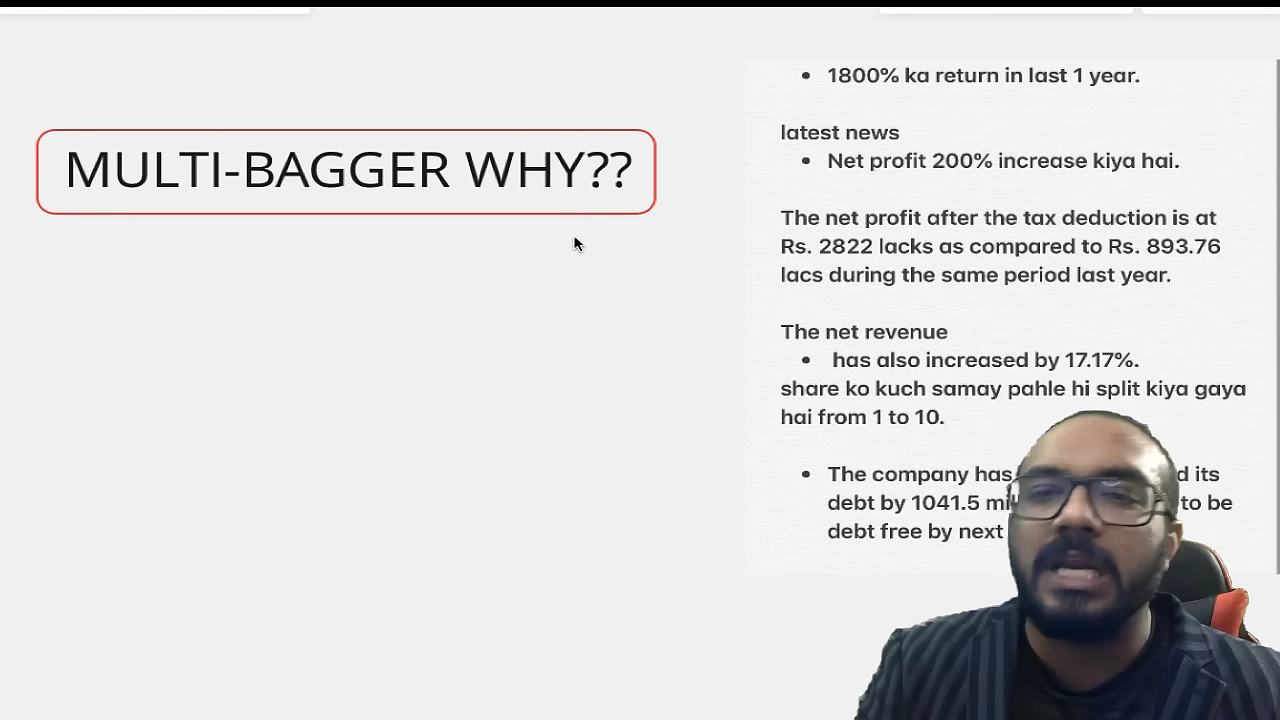 MULTI-BAGGER WHY??
• 1800% ka return in last 1 year.
latest news
• Net profit 200% increase kiya hai.
The net profit after the tax deduction is at
Rs. 2822 lacks as compared to Rs. 893.76
lacs during the same period last year.
The net revenue
• has also increased by 17.17%.
share ko kuch samay pahle hi split kiya gaya
hai from 1 to 10.
• The company has its
debt by 1041.5 to be
debt free by next